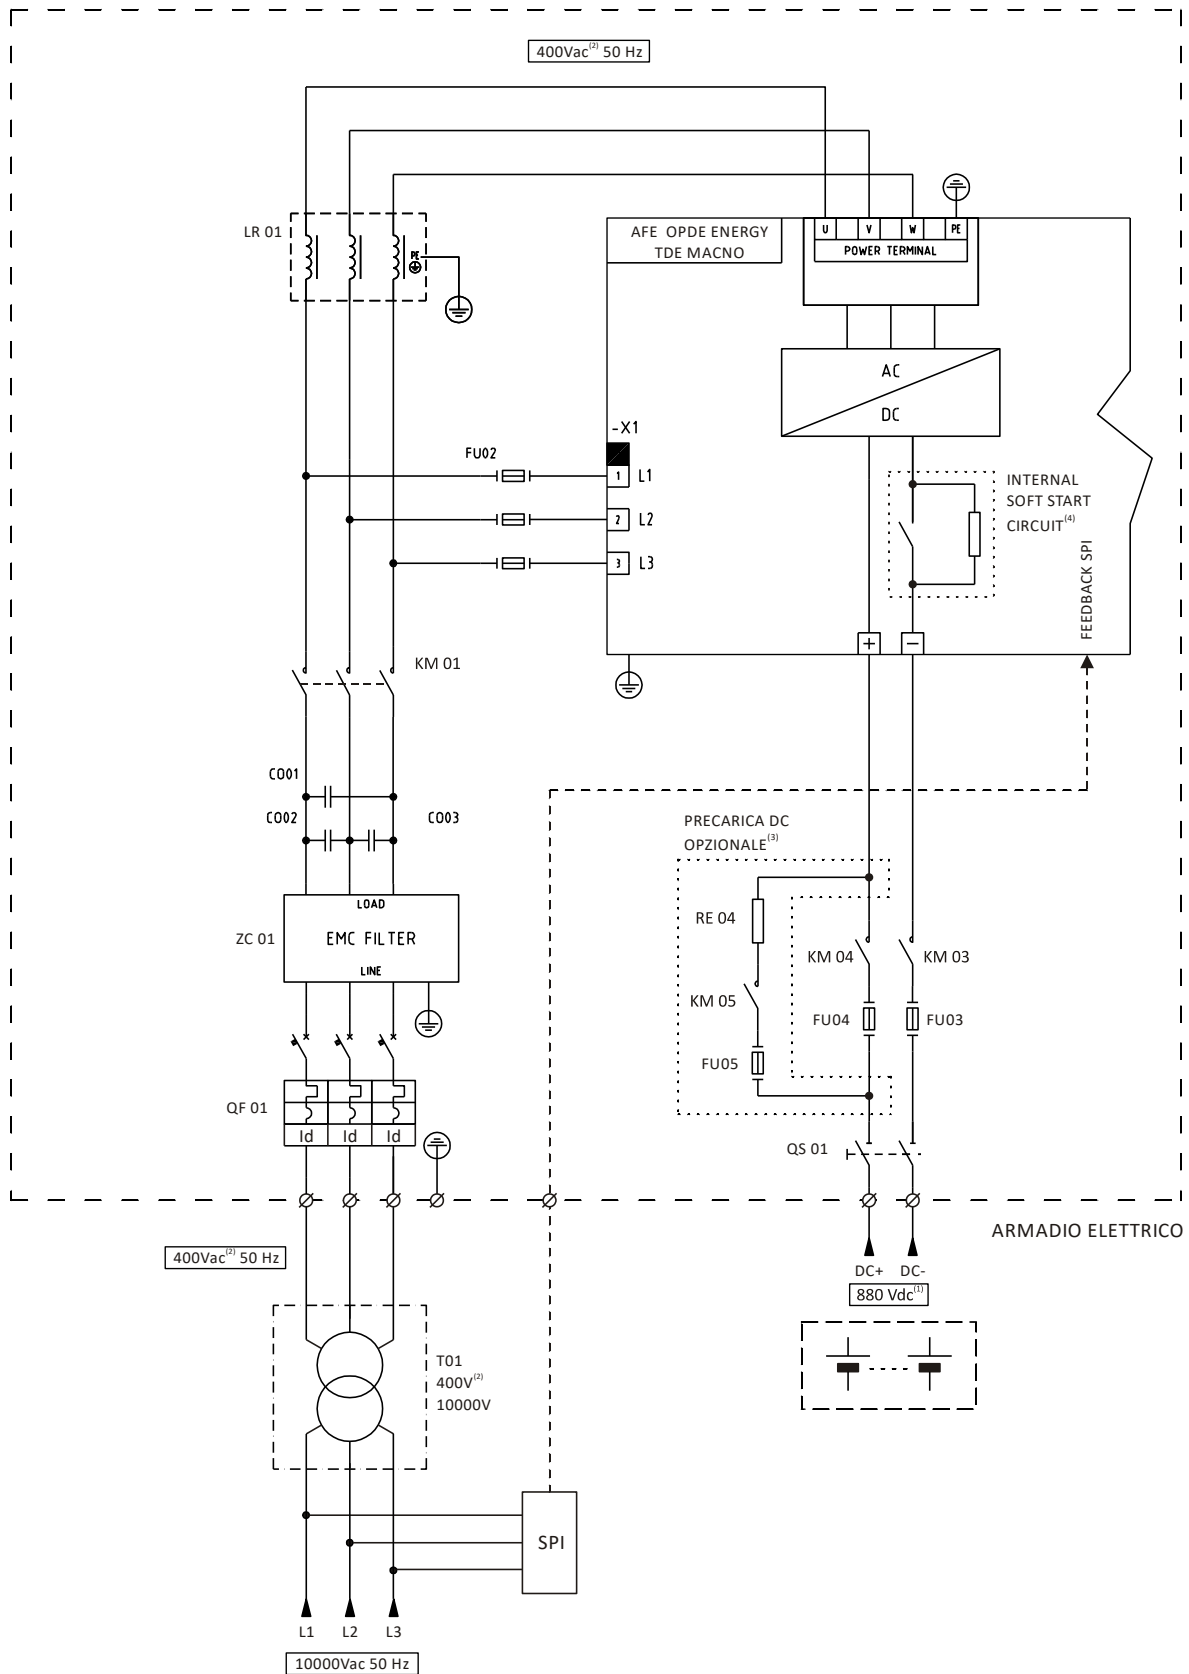 400Vac(2) 50 Hz
LR 01
PE
AFE OPDE ENERGY
TDE MACNO
U V W PE
POWER TERMINAL
AC
DC
-X1
FU02
1 L1
2 L2
3 L3
INTERNAL
SOFT START
CIRCUIT(4)
FEEDBACK SPI
+ −
KM 01
CO01
CO02
CO03
PRECARICA DC
OPZIONALE(3)
LOAD
ZC 01
EMC FILTER
LINE
RE 04
KM 04
KM 03
KM 05
FU04
FU03
FU05
QF 01
Id Id Id
QS 01
ARMADIO ELETTRICO
400Vac(2) 50 Hz
DC+ DC-
880 Vdc(1)
T01
400V(2)
10000V
SPI
L1 L2 L3
10000Vac 50 Hz